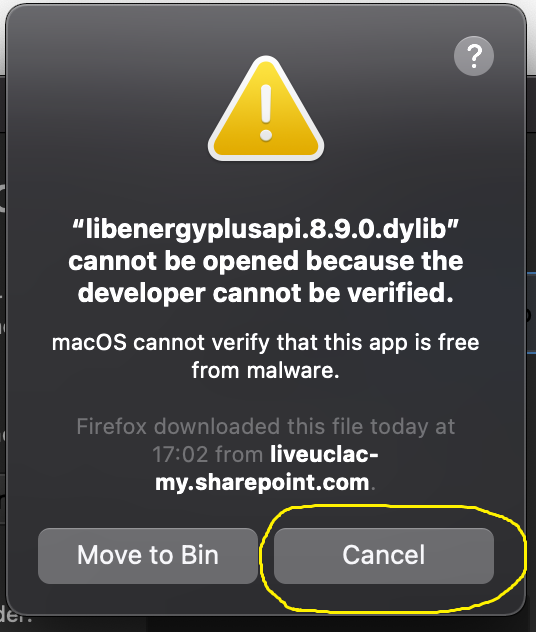 ?
“libenergyplusapi.8.9.0.dylib”
cannot be opened because the
developer cannot be verified.
macOS cannot verify that this app is free
from malware.
Firefox downloaded this file today at
17:02 from liveuclac-
my.sharepoint.com.
Move to Bin
Cancel
der.